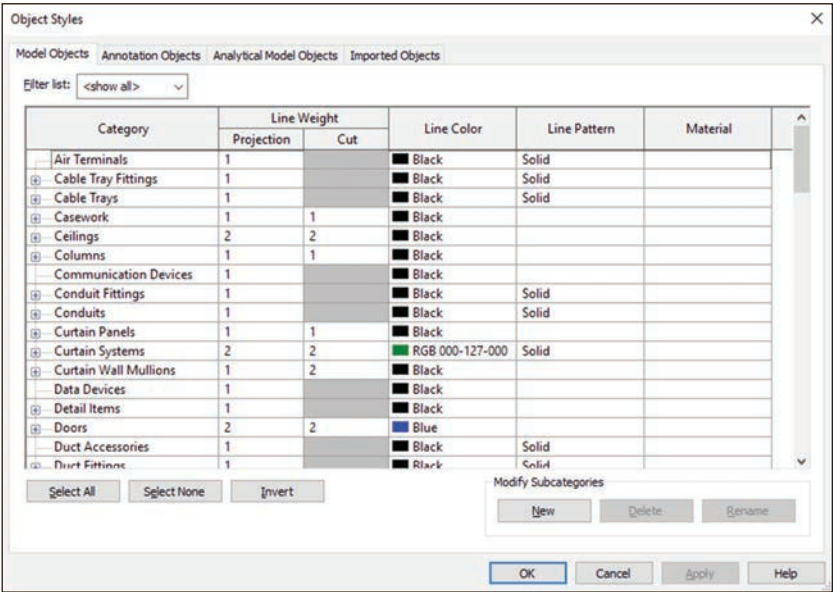 Object Styles
Model Objects Annotation Objects Analytical Model Objects Imported Objects
Filter list: <show all>
Category Line Weight Line Color Line Pattern Material
Projection Cut
Air Terminals 1 Black Solid
Cable Tray Fittings 1 Black Solid
Cable Trays 1 Black Solid
Casework 1 1 Black
Ceilings 2 2 Black
Columns 1 1 Black
Communication Devices 1 Black
Conduit Fittings 1 Black Solid
Conduits 1 Black Solid
Curtain Panels 1 1 Black
Curtain Systems 2 2 RGB 000-127-000 Solid
Curtain Wall Mullions 1 2 Black
Data Devices 1 Black
Detail Items 1 Black
Doors 2 2 Blue
Duct Accessories 1 Black Solid
Duct Fittings 1 Black Solid
Select All Select None Invert
Modify Subcategories
New Delete Rename
OK Cancel Apply Help